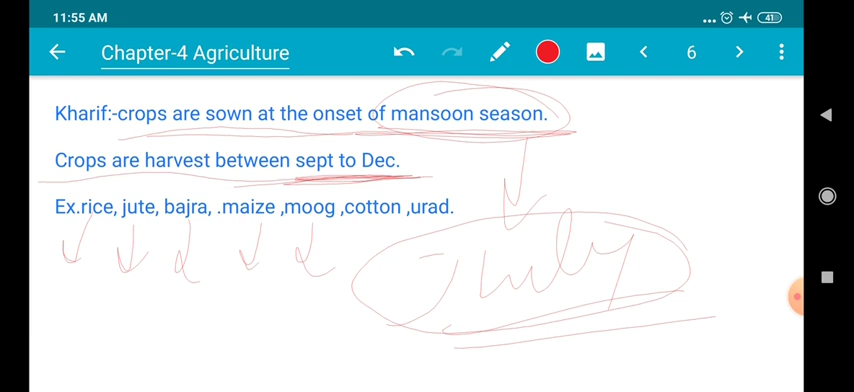 11:55 AM
41
Chapter-4 Agriculture
6
Kharif:-crops are sown at the onset of mansoon season.
Crops are harvest between sept to Dec.
Ex.rice, jute, bajra, .maize ,moog ,cotton ,urad.
July